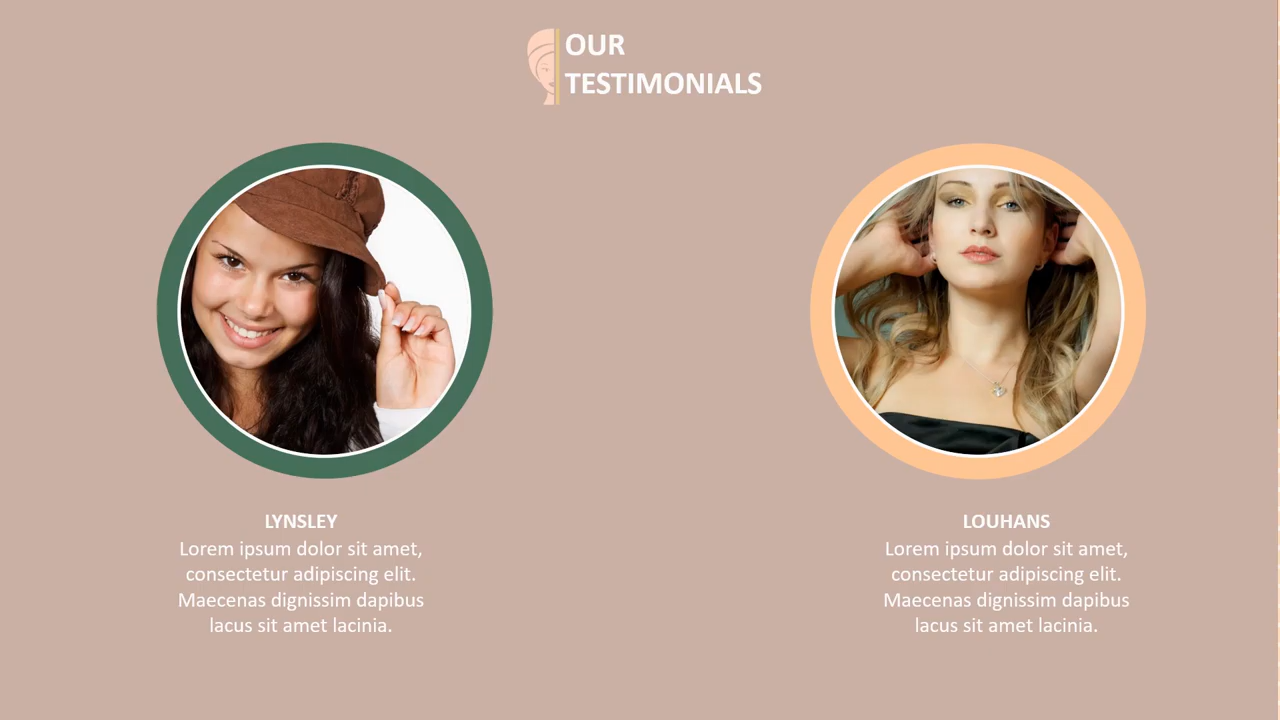 OUR
TESTIMONIALS
LYNSLEY
Lorem ipsum dolor sit amet,
consectetur adipiscing elit.
Maecenas dignissim dapibus
lacus sit amet lacinia.
LOUHANS
Lorem ipsum dolor sit amet,
consectetur adipiscing elit.
Maecenas dignissim dapibus
lacus sit amet lacinia.